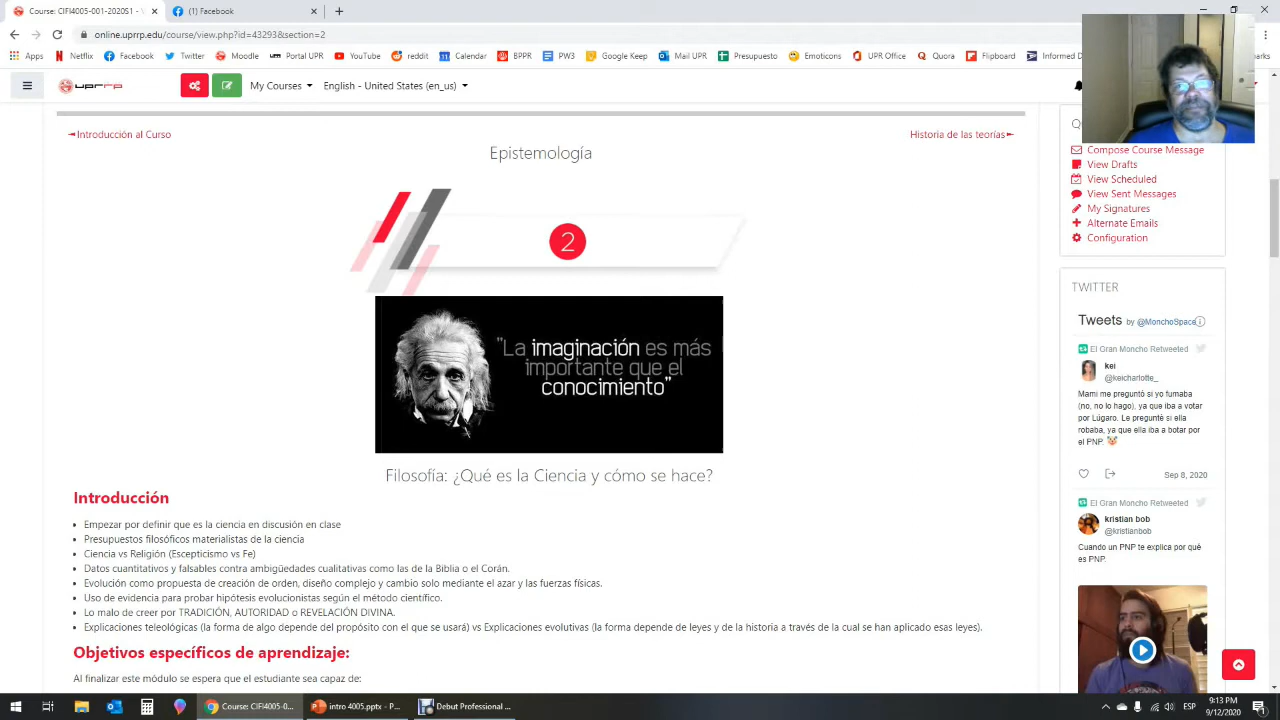 Course: CIFI4005-001-2020S1 - V
(1) Facebook
online.uprrp.edu/course/view.php?id=43293&section=2
Apps
Netflix
Facebook
Twitter
Moodle
Portal UPR
YouTube
reddit
Calendar
BPPR
PW3
Google Keep
Presupuesto
Emoticons
Mail UPR
UPR Office
Quora
Flipboard
Informed D
marks
My Courses
English - United States (en_us)
Introducción al Curso
Historia de las teorías
Epistemología
2
"La imaginación es más
importante que el
conocimiento"
Filosofía: ¿Qué es la Ciencia y cómo se hace?
Introducción
Empezar por definir que es la ciencia en discusión en clase
Presupuestos filosóficos materialistas de la ciencia
Ciencia vs Religión (Escepticismo vs Fe)
Datos cuantitativos y falsables contra ambigüedades cualitativas como las de la Biblia o el Corán.
Evolución como propuesta de creación de orden, diseño complejo y cambio solo mediante el azar y las fuerzas físicas.
Uso de evidencia para probar hipótesis evolucionistas según el método científico.
Lo malo de creer por TRADICIÓN, AUTORIDAD o REVELACIÓN DIVINA.
Explicaciones teleológicas (la forma de algo depende del propósito con el que se usará) vs Explicaciones evolutivas (la forma depende de leyes y de la historia a través de la cual se han aplicado esas leyes).
Objetivos específicos de aprendizaje:
Al finalizar este módulo se espera que el estudiante sea capaz de:
Compose Course Message
View Drafts
View Scheduled
View Sent Messages
My Signatures
Alternate Emails
Configuration
TWITTER
Tweets by @MonchoSpace
El Gran Moncho Retweeted
kei
@keicharlotte_
Mami me preguntó si yo fumaba
(no, no lo hago), ya que iba a votar
por Lúgaro. Le pregunté si ella
robaba, ya que ella iba a botar por
el PNP.
Sep 8, 2020
El Gran Moncho Retweeted
kristian bob
@kristianbob
Cuando un PNP te explica por qué
es PNP.
Course: CIFI4005-0...
intro 4005.pptx - P...
Debut Professional ...
ESP
9:13 PM
9/12/2020
1